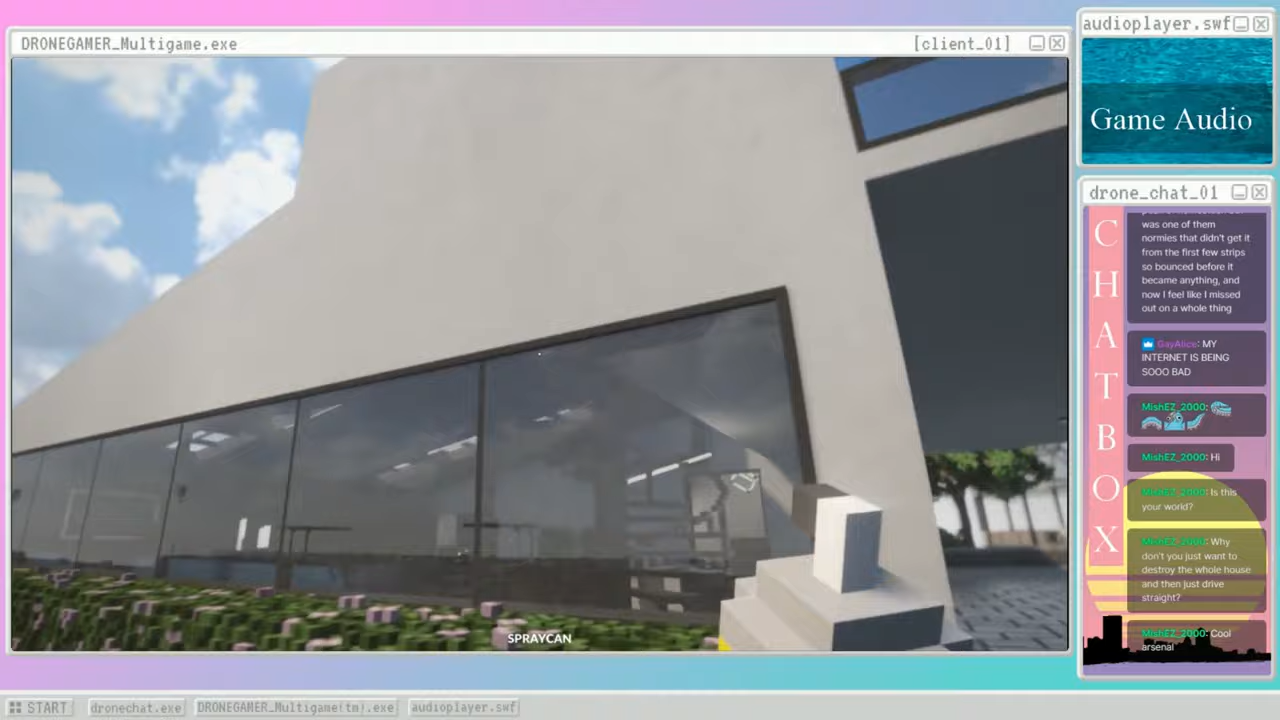 DRONEGAMER_Multigame.exe
[client_01]
SPRAYCAN
audioplayer.swf
Game Audio
drone_chat_01
CHATBOX
was one of them
normies that didn't get it
from the first few strips
so bounced before it
became anything, and
now I feel like I missed
out on a whole thing
GayAlice: MY
INTERNET IS BEING
SOOO BAD
MishEZ_2000:
MishEZ_2000: Hi
MishEZ_2000: Is this
your world?
MishEZ_2000: Why
don't you just want to
destroy the whole house
and then just drive
straight?
MishEZ_2000: Cool
arsenal
START
dronechat.exe
DRONEGAMER_Multigame(tm).exe
audioplayer.swf